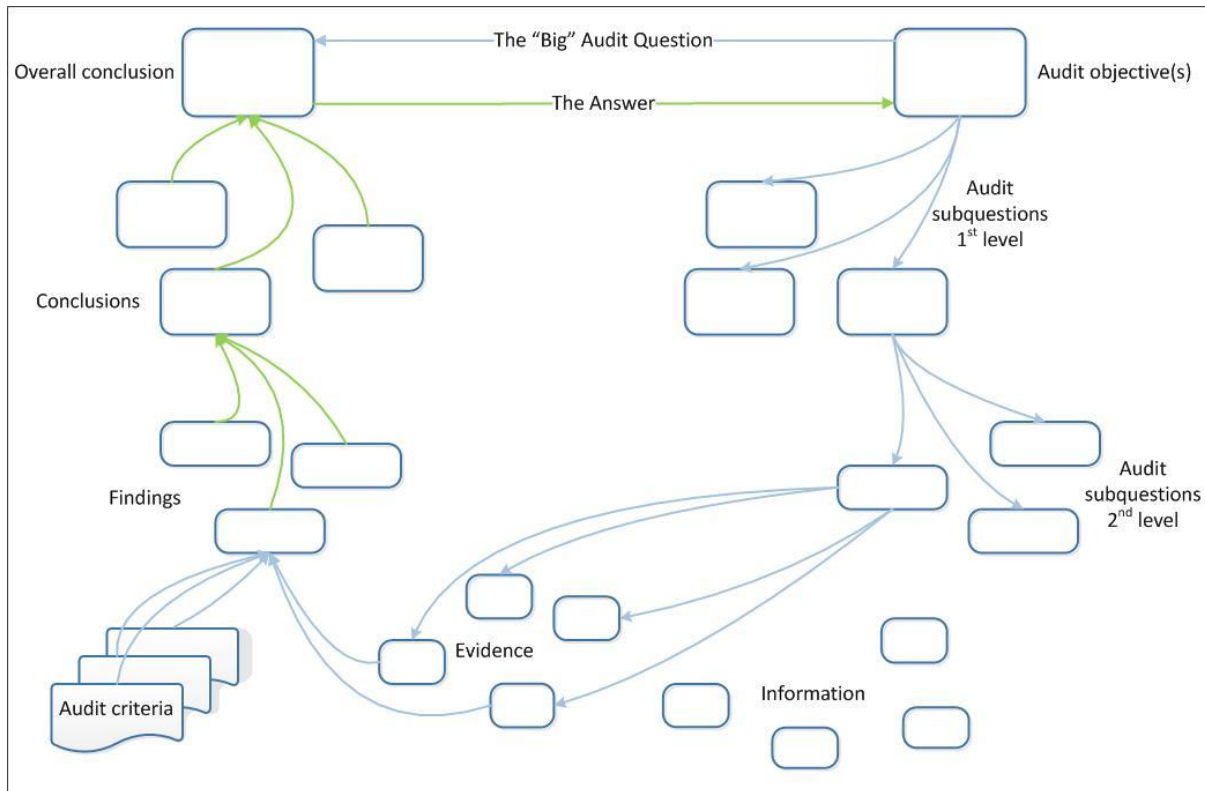 The “Big” Audit Question
Overall conclusion
Audit objective(s)
The Answer
Audit
subquestions
1st level
Conclusions
Audit
subquestions
2nd level
Findings
Evidence
Information
Audit criteria